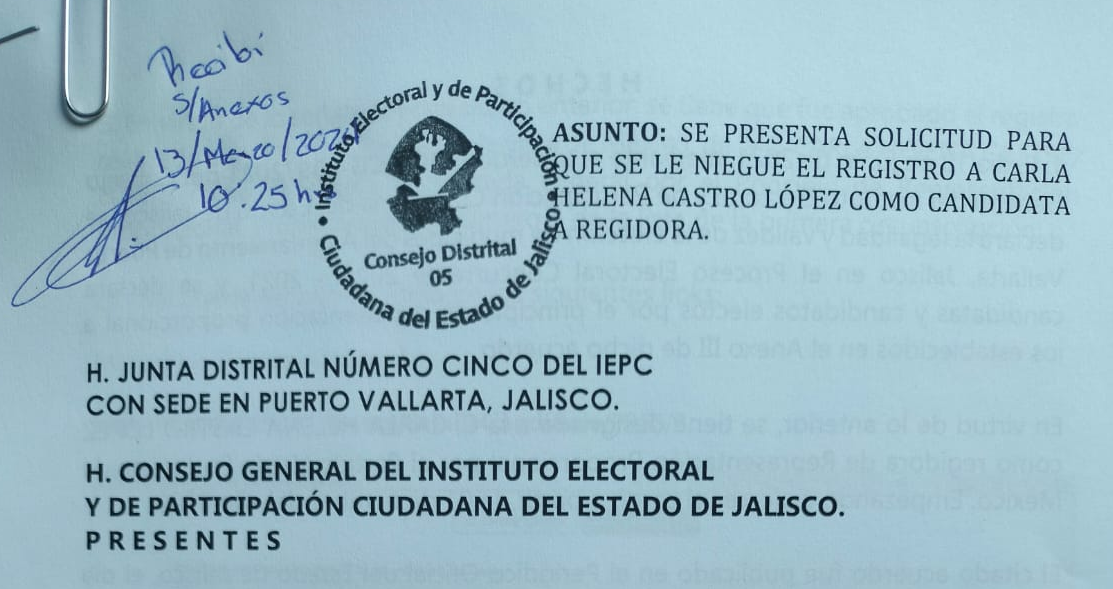 Recibí
S/Anexos
13/Marzo/2024
10:25 hrs
• Instituto Electoral y de Participación •
Ciudadana del Estado de Jalisco
Consejo Distrital
05
ASUNTO: SE PRESENTA SOLICITUD PARA
QUE SE LE NIEGUE EL REGISTRO A CARLA
HELENA CASTRO LÓPEZ COMO CANDIDATA
A REGIDORA.
H. JUNTA DISTRITAL NÚMERO CINCO DEL IEPC
CON SEDE EN PUERTO VALLARTA, JALISCO.
H. CONSEJO GENERAL DEL INSTITUTO ELECTORAL
Y DE PARTICIPACIÓN CIUDADANA DEL ESTADO DE JALISCO.
PRESENTES